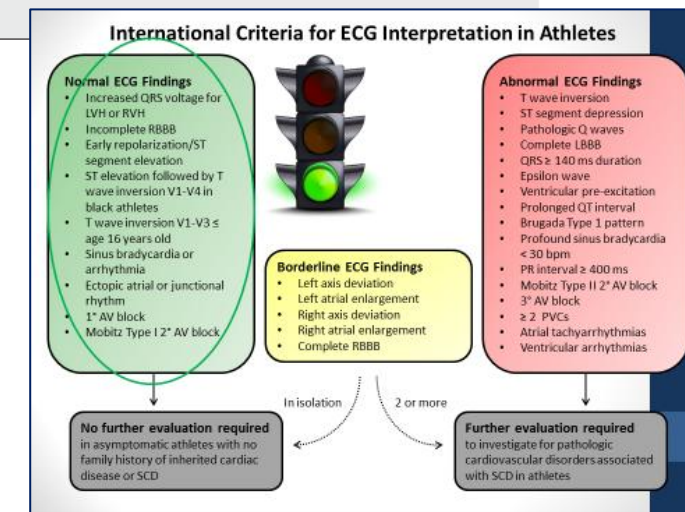 International Criteria for ECG Interpretation in Athletes
Normal ECG Findings
• Increased QRS voltage for
LVH or RVH
• Incomplete RBBB
• Early repolarization/ST
segment elevation
• ST elevation followed by T
wave inversion V1-V4 in
black athletes
• T wave inversion V1-V3 ≤
age 16 years old
• Sinus bradycardia or
arrhythmia
• Ectopic atrial or junctional
rhythm
• 1° AV block
• Mobitz Type I 2° AV block
Borderline ECG Findings
• Left axis deviation
• Left atrial enlargement
• Right axis deviation
• Right atrial enlargement
• Complete RBBB
Abnormal ECG Findings
• T wave inversion
• ST segment depression
• Pathologic Q waves
• Complete LBBB
• QRS ≥ 140 ms duration
• Epsilon wave
• Ventricular pre-excitation
• Prolonged QT interval
• Brugada Type 1 pattern
• Profound sinus bradycardia
< 30 bpm
• PR interval ≥ 400 ms
• Mobitz Type II 2° AV block
• 3° AV block
• ≥ 2 PVCs
• Atrial tachyarrhythmias
• Ventricular arrhythmias
In isolation
2 or more
No further evaluation required
in asymptomatic athletes with no
family history of inherited cardiac
disease or SCD
Further evaluation required
to investigate for pathologic
cardiovascular disorders associated
with SCD in athletes